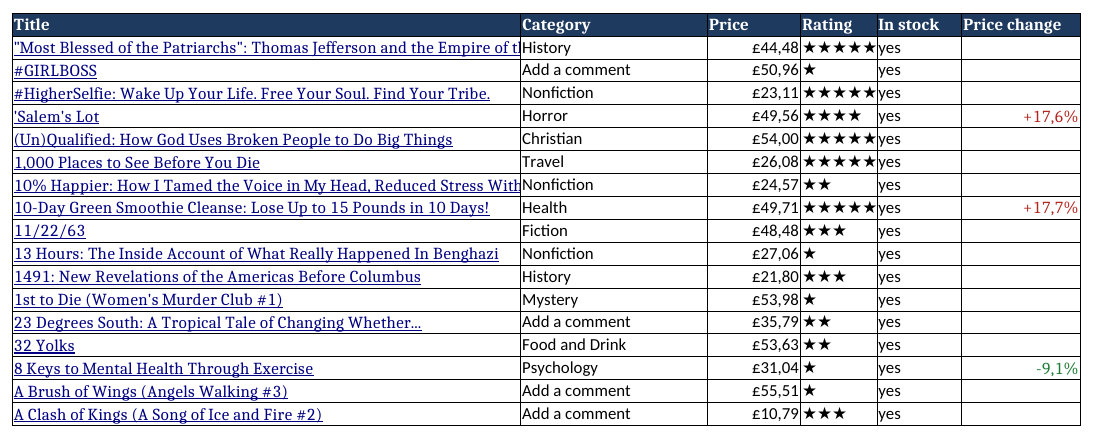 Title Category Price Rating In stock Price change
"Most Blessed of the Patriarchs": Thomas Jefferson and the Empire of History £44,48 ★★★★★ yes
#GIRLBOSS Add a comment £50,96 ★ yes
#HigherSelfie: Wake Up Your Life. Free Your Soul. Find Your Tribe. Nonfiction £23,11 ★★★★★ yes
'Salem's Lot Horror £49,56 ★★★★ yes +17,6%
(Un)Qualified: How God Uses Broken People to Do Big Things Christian £54,00 ★★★★★ yes
1,000 Places to See Before You Die Travel £26,08 ★★★★★ yes
10% Happier: How I Tamed the Voice in My Head, Reduced Stress With Nonfiction £24,57 ★★ yes
10-Day Green Smoothie Cleanse: Lose Up to 15 Pounds in 10 Days! Health £49,71 ★★★★★ yes +17,7%
11/22/63 Fiction £48,48 ★★★ yes
13 Hours: The Inside Account of What Really Happened In Benghazi Nonfiction £27,06 ★ yes
1491: New Revelations of the Americas Before Columbus History £21,80 ★★★ yes
1st to Die (Women's Murder Club #1) Mystery £53,98 ★ yes
23 Degrees South: A Tropical Tale of Changing Whether... Add a comment £35,79 ★★ yes
32 Yolks Food and Drink £53,63 ★★ yes
8 Keys to Mental Health Through Exercise Psychology £31,04 ★ yes -9,1%
A Brush of Wings (Angels Walking #3) Add a comment £55,51 ★ yes
A Clash of Kings (A Song of Ice and Fire #2) Add a comment £10,79 ★★★ yes